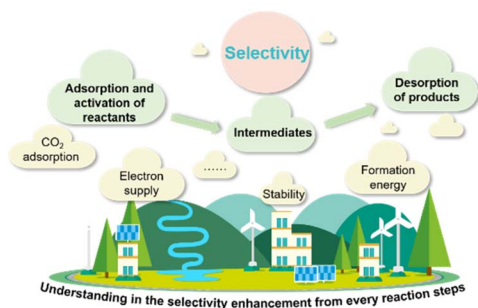 Selectivity
Adsorption and
activation of
reactants
Desorption
of products
Intermediates
CO₂
adsorption
Electron
supply
......
Stability
Formation
energy
Understanding in the selectivity enhancement from every reaction steps